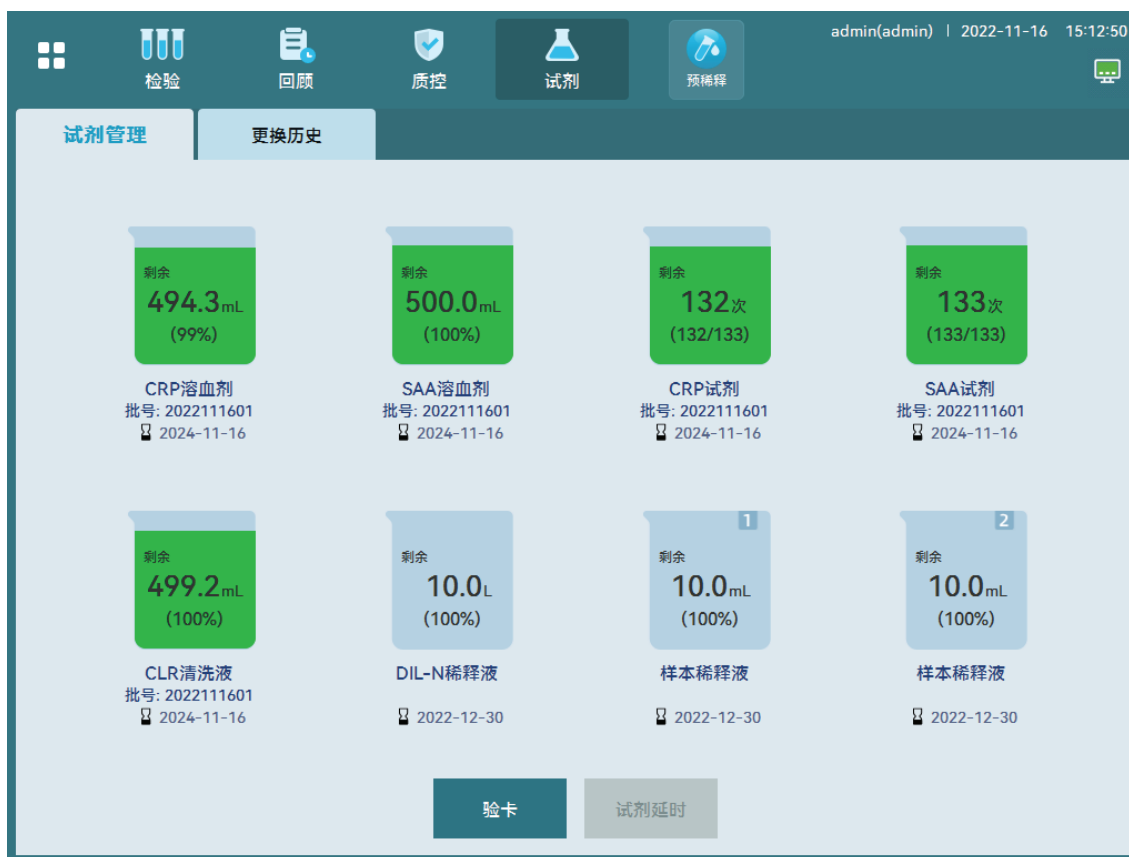 admin(admin) | 2022-11-16 15:12:50
检验 回顾 质控 试剂 预稀释
试剂管理 更换历史
剩余 剩余 剩余 剩余
494.3mL 500.0mL 132次 133次
(99%) (100%) (132/133) (133/133)
CRP溶血剂 SAA溶血剂 CRP试剂 SAA试剂
批号: 2022111601 批号: 2022111601 批号: 2022111601 批号: 2022111601
2024-11-16 2024-11-16 2024-11-16 2024-11-16
1 2
剩余 剩余 剩余 剩余
499.2mL 10.0L 10.0mL 10.0mL
(100%) (100%) (100%) (100%)
CLR清洗液 DIL-N稀释液 样本稀释液 样本稀释液
批号: 2022111601
2024-11-16 2022-12-30 2022-12-30 2022-12-30
验卡 试剂延时